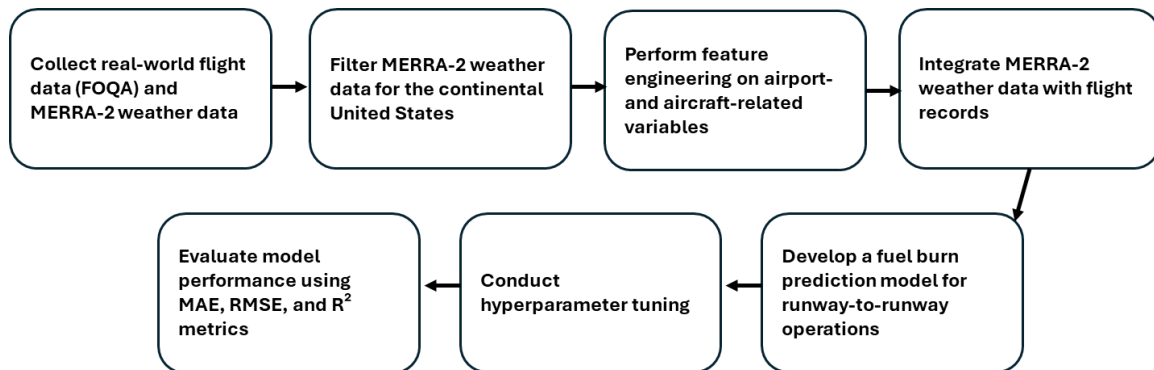 Collect real-world flight
data (FOQA) and
MERRA-2 weather data
Filter MERRA-2 weather
data for the continental
United States
Perform feature
engineering on airport-
and aircraft-related
variables
Integrate MERRA-2
weather data with flight
records
Develop a fuel burn
prediction model for
runway-to-runway
operations
Conduct
hyperparameter tuning
Evaluate model
performance using
MAE, RMSE, and R²
metrics